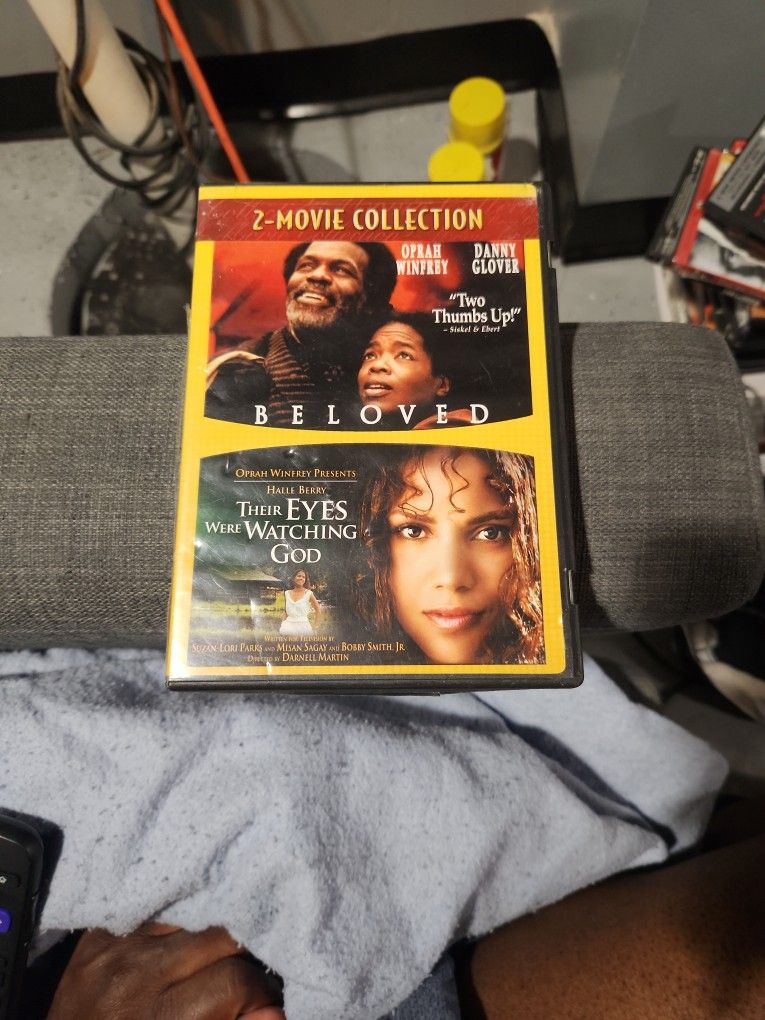 2-MOVIE COLLECTION
OPRAH WINFREY
DANNY GLOVER
"Two
Thumbs Up!"
- Siskel & Ebert
BELOVED
OPRAH WINFREY PRESENTS
HALLE BERRY
THEIR EYES
WERE WATCHING
GOD
WRITTEN FOR TELEVISION BY
SUZAN-LORI PARKS AND MISAN SAGAY AND BOBBY SMITH, JR.
DIRECTED BY DARNELL MARTIN